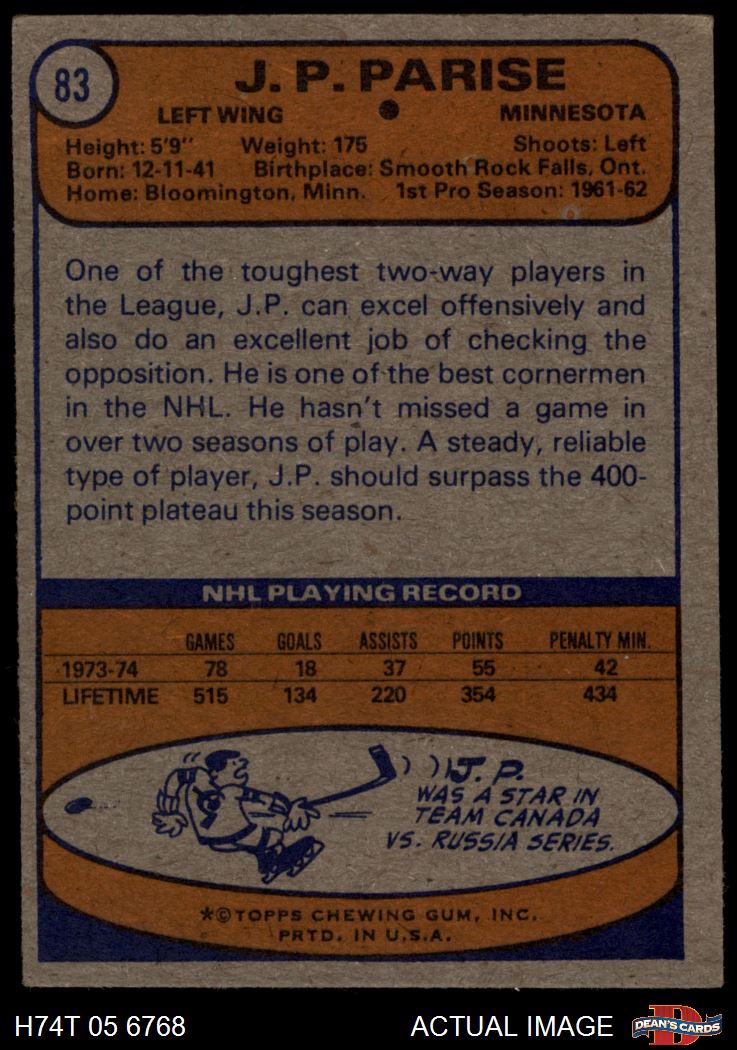 83
J. P. PARISE
LEFT WING ● MINNESOTA
Height: 5'9" Weight: 175 Shoots: Left
Born: 12-11-41 Birthplace: Smooth Rock Falls, Ont.
Home: Bloomington, Minn. 1st Pro Season: 1961-62
One of the toughest two-way players in
the League, J.P. can excel offensively and
also do an excellent job of checking the
opposition. He is one of the best cornermen
in the NHL. He hasn't missed a game in
over two seasons of play. A steady, reliable
type of player, J.P. should surpass the 400-
point plateau this season.
NHL PLAYING RECORD
GAMES GOALS ASSISTS POINTS PENALTY MIN.
1973-74 78 18 37 55 42
LIFETIME 515 134 220 354 434
J. P.
WAS A STAR IN
TEAM CANADA
VS. RUSSIA SERIES.
*©TOPPS CHEWING GUM, INC.
PRTD. IN U.S.A.
H74T 05 6768 ACTUAL IMAGE
DEAN'S CARDS